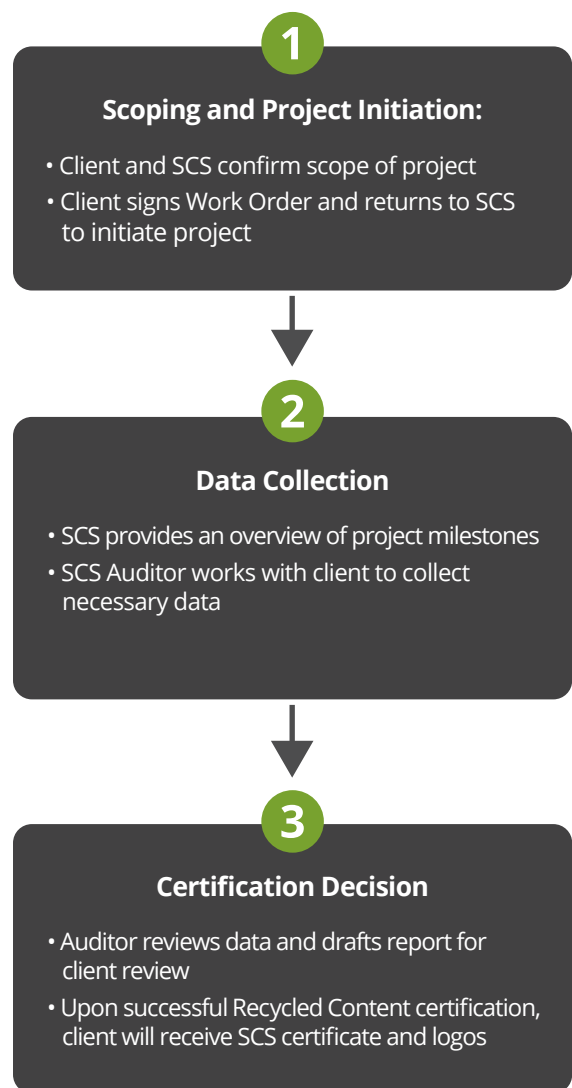 1
Scoping and Project Initiation:
• Client and SCS confirm scope of project
• Client signs Work Order and returns to SCS
to initiate project
2
Data Collection
• SCS provides an overview of project milestones
• SCS Auditor works with client to collect
necessary data
3
Certification Decision
• Auditor reviews data and drafts report for
client review
• Upon successful Recycled Content certification,
client will receive SCS certificate and logos